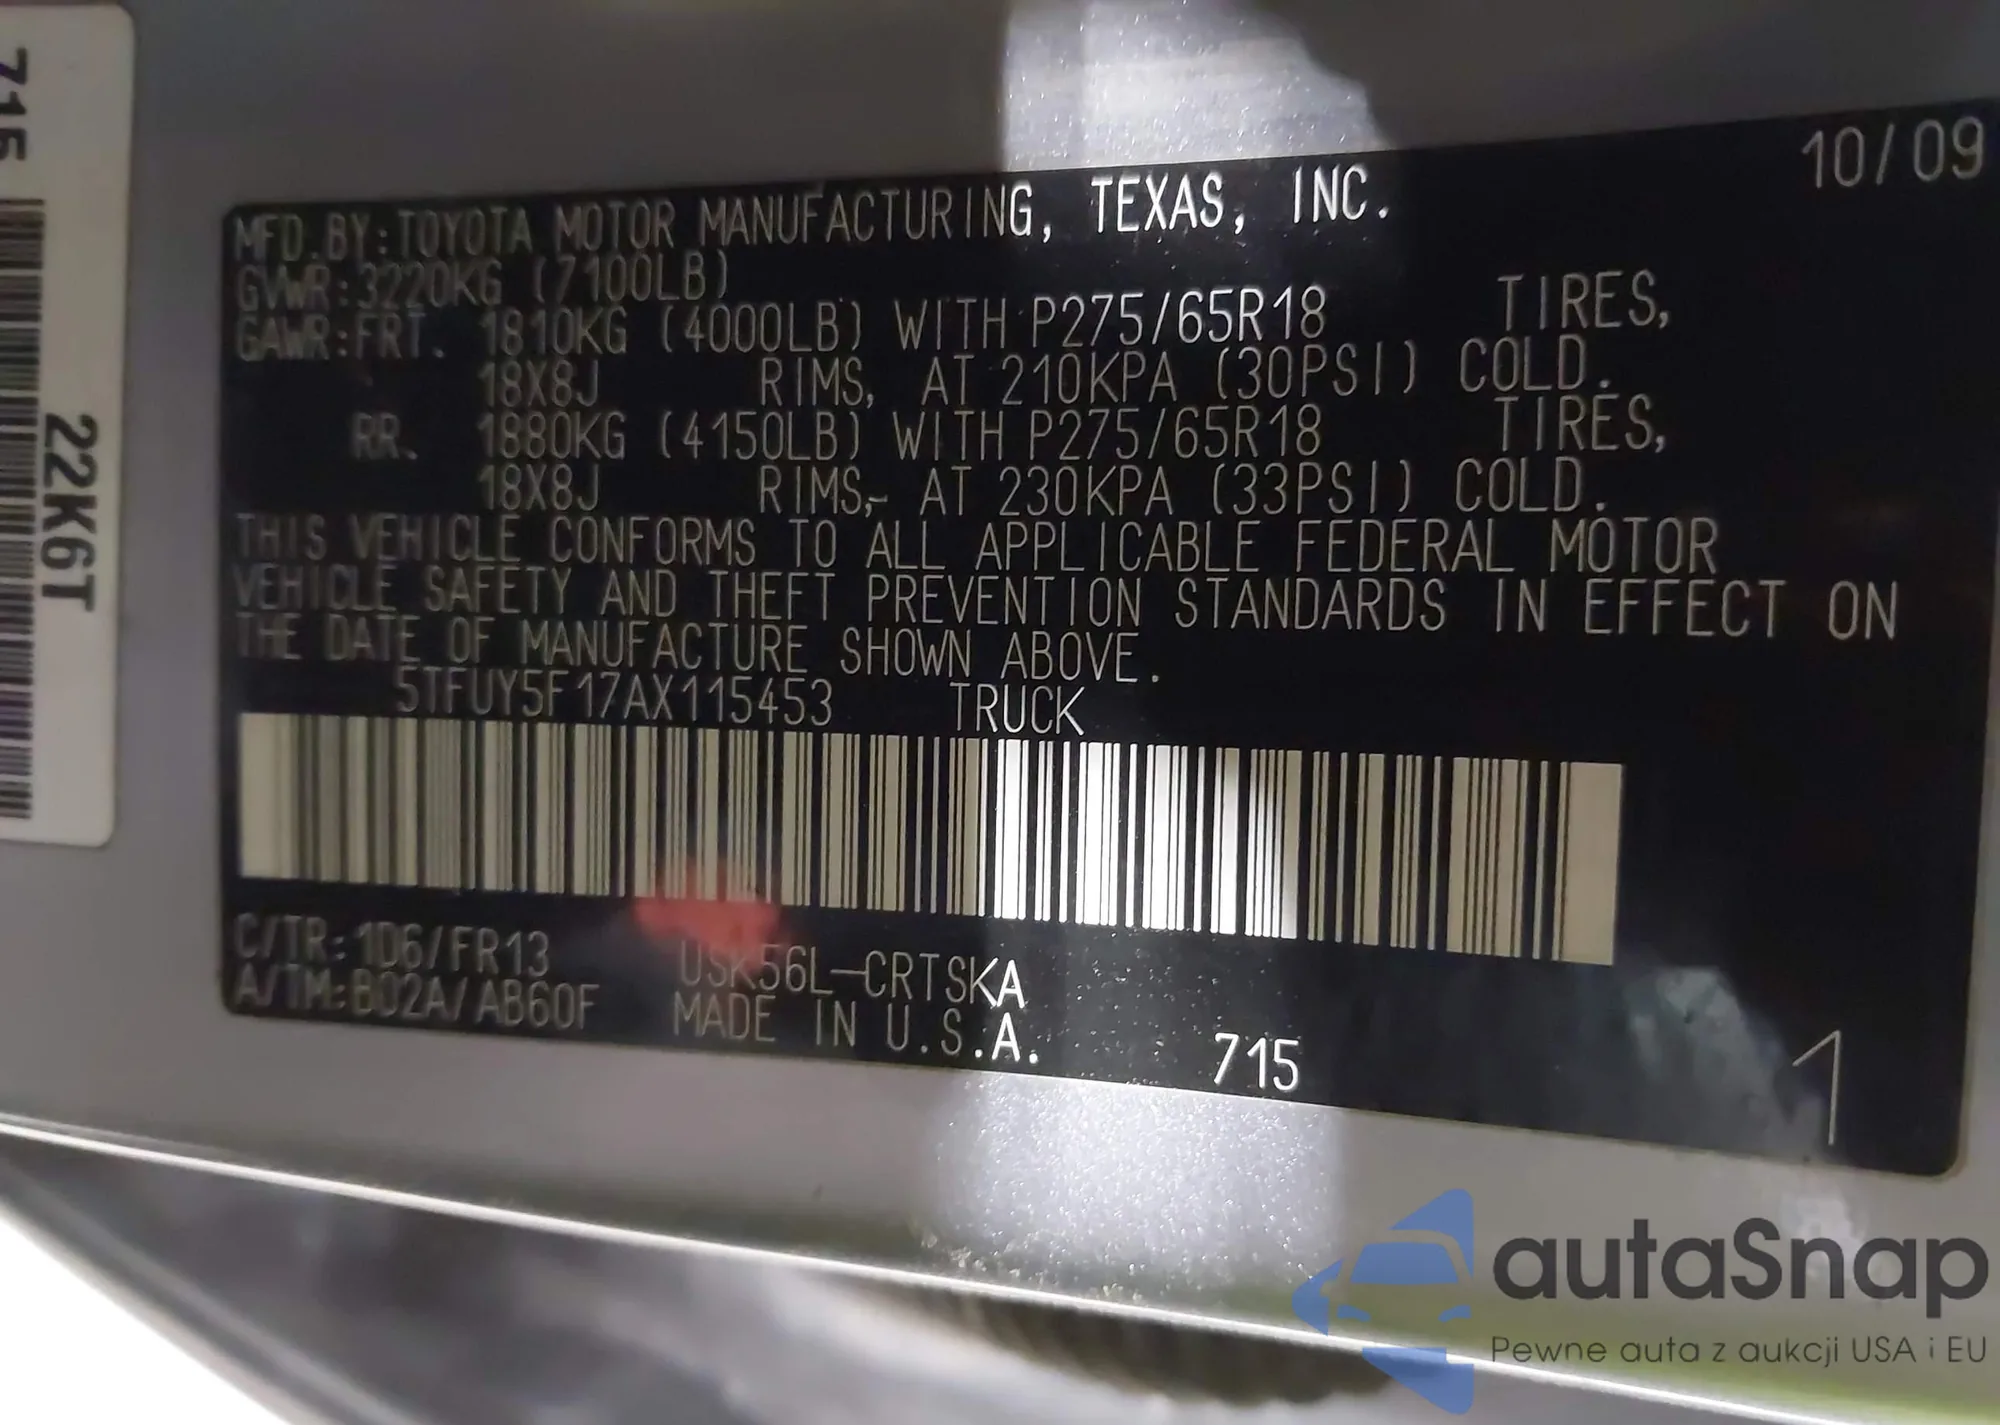 715
22K6T
10/09
MFD. BY: TOYOTA MOTOR MANUFACTURING, TEXAS, INC.
GVWR: 3220KG (7100LB)
GAWR: FRT. 1810KG (4000LB) WITH P275/65R18 TIRES,
18X8J RIMS, AT 210KPA (30PSI) COLD.
RR. 1880KG (4150LB) WITH P275/65R18 TIRES,
18X8J RIMS, AT 230KPA (33PSI) COLD.
THIS VEHICLE CONFORMS TO ALL APPLICABLE FEDERAL MOTOR
VEHICLE SAFETY AND THEFT PREVENTION STANDARDS IN EFFECT ON
THE DATE OF MANUFACTURE SHOWN ABOVE.
5TFUY5F17AX115453 TRUCK
C/TR: 1D6/FR13 USK56L-CRTSKA
A/TM: B02A/AB60F MADE IN U.S.A. 715
1
autaSnap
Pewne auta z aukcji USA i EU